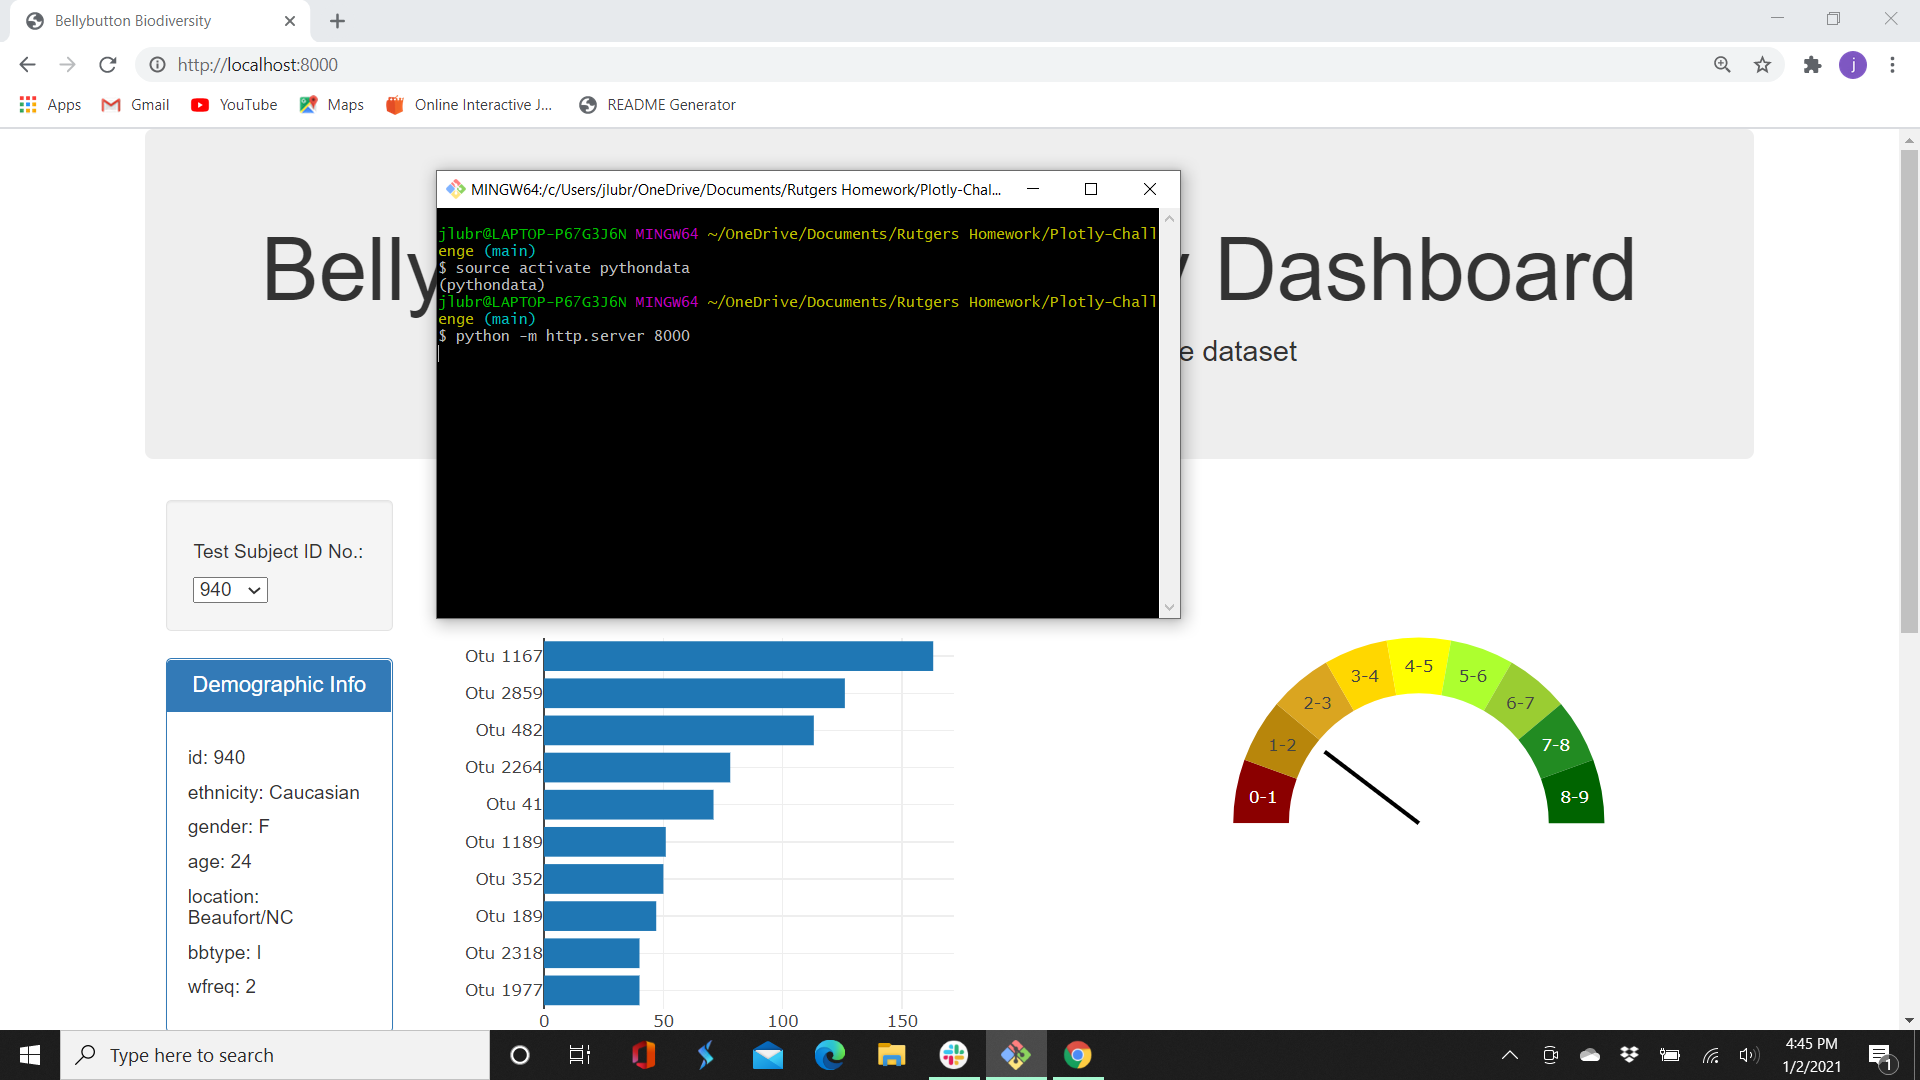 Bellybutton Biodiversity
http://localhost:8000
j
Apps
Gmail
YouTube
Maps
Online Interactive J...
README Generator
MINGW64:/c/Users/jlubr/OneDrive/Documents/Rutgers Homework/Plotly-Chal...
jlubr@LAPTOP-P67G3J6N MINGW64 ~/OneDrive/Documents/Rutgers Homework/Plotly-Chall
enge (main)
$ source activate pythondata
(pythondata)
jlubr@LAPTOP-P67G3J6N MINGW64 ~/OneDrive/Documents/Rutgers Homework/Plotly-Chall
enge (main)
$ python -m http.server 8000
Belly Dashboard
e dataset
Test Subject ID No.:
940
Demographic Info
id: 940
ethnicity: Caucasian
gender: F
age: 24
location:
Beaufort/NC
bbtype: I
wfreq: 2
Otu 1167
Otu 2859
Otu 482
Otu 2264
Otu 41
Otu 1189
Otu 352
Otu 189
Otu 2318
Otu 1977
0 50 100 150
0-1
1-2
2-3
3-4
4-5
5-6
6-7
7-8
8-9
Type here to search
4:45 PM
1/2/2021
1